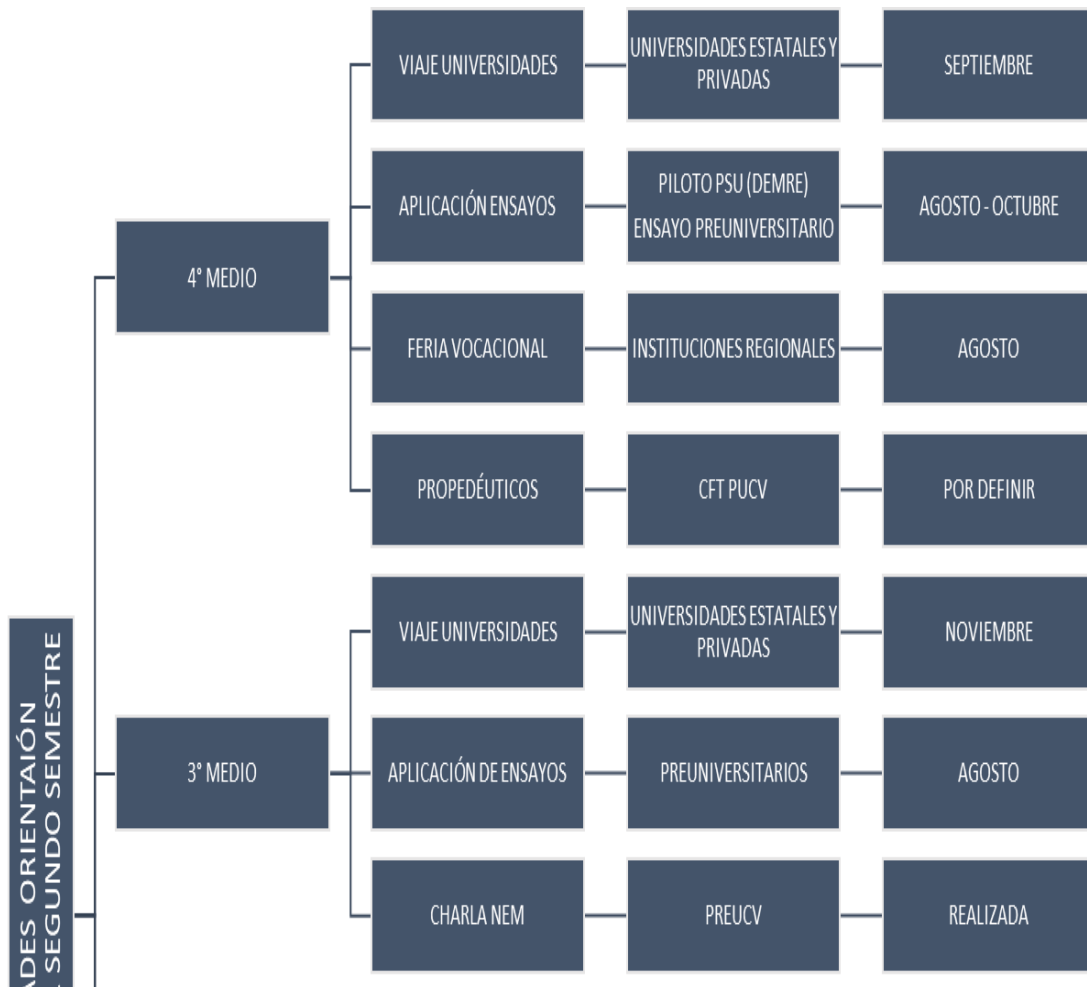 VIAJE UNIVERSIDADES
UNIVERSIDADES ESTATALES Y
PRIVADAS
SEPTIEMBRE
APLICACIÓN ENSAYOS
PILOTO PSU (DEMRE)
ENSAYO PREUNIVERSITARIO
AGOSTO - OCTUBRE
4° MEDIO
FERIA VOCACIONAL
INSTITUCIONES REGIONALES
AGOSTO
PROPEDÉUTICOS
CFT PUCV
POR DEFINIR
VIAJE UNIVERSIDADES
UNIVERSIDADES ESTATALES Y
PRIVADAS
NOVIEMBRE
3° MEDIO
APLICACIÓN DE ENSAYOS
PREUNIVERSITARIOS
AGOSTO
CHARLA NEM
PREUCV
REALIZADA
ORIENTAIÓN
SEGUNDO SEMESTRE